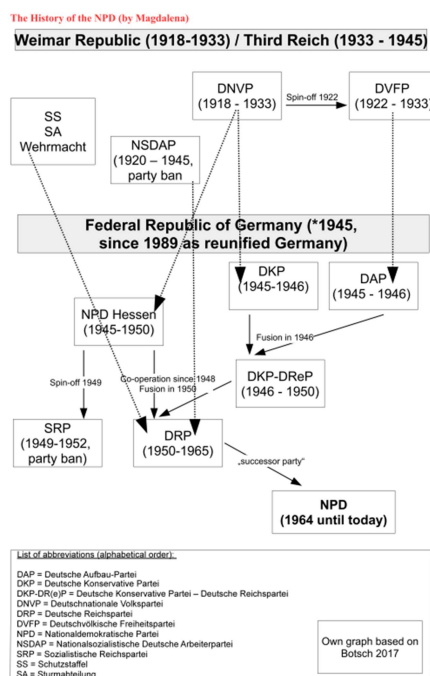 The History of the NPD (by Magdalena)
Weimar Republic (1918-1933) / Third Reich (1933 - 1945)
DNVP
(1918 - 1933)
Spin-off 1922
DVFP
(1922 - 1933)
SS
SA
Wehrmacht
NSDAP
(1920 – 1945,
party ban
Federal Republic of Germany (*1945,
since 1989 as reunified Germany)
DKP
(1945-1946)
DAP
(1945 - 1946)
NPD Hessen
(1945-1950)
Fusion in 1946
Spin-off 1949
Co-operation since 1948
Fusion in 1950
DKP-DReP
(1946 - 1950)
SRP
(1949-1952,
party ban)
DRP
(1950-1965)
„successor party“
NPD
(1964 until today)
List of abbreviations (alphabetical order):
DAP = Deutsche Aufbau-Partei
DKP = Deutsche Konservative Partei
DKP-DR(e)P = Deutsche Konservative Partei – Deutsche Reichspartei
DNVP = Deutschnationale Volkspartei
DRP = Deutsche Reichspartei
DVFP = Deutschvölkische Freiheitspartei
NPD = Nationaldemokratische Partei
NSDAP = Nationalsozialistische Deutsche Arbeiterpartei
SRP = Sozialistische Reichspartei
SS = Schutzstaffel
SA = Sturmabteilung
Own graph based on
Botsch 2017